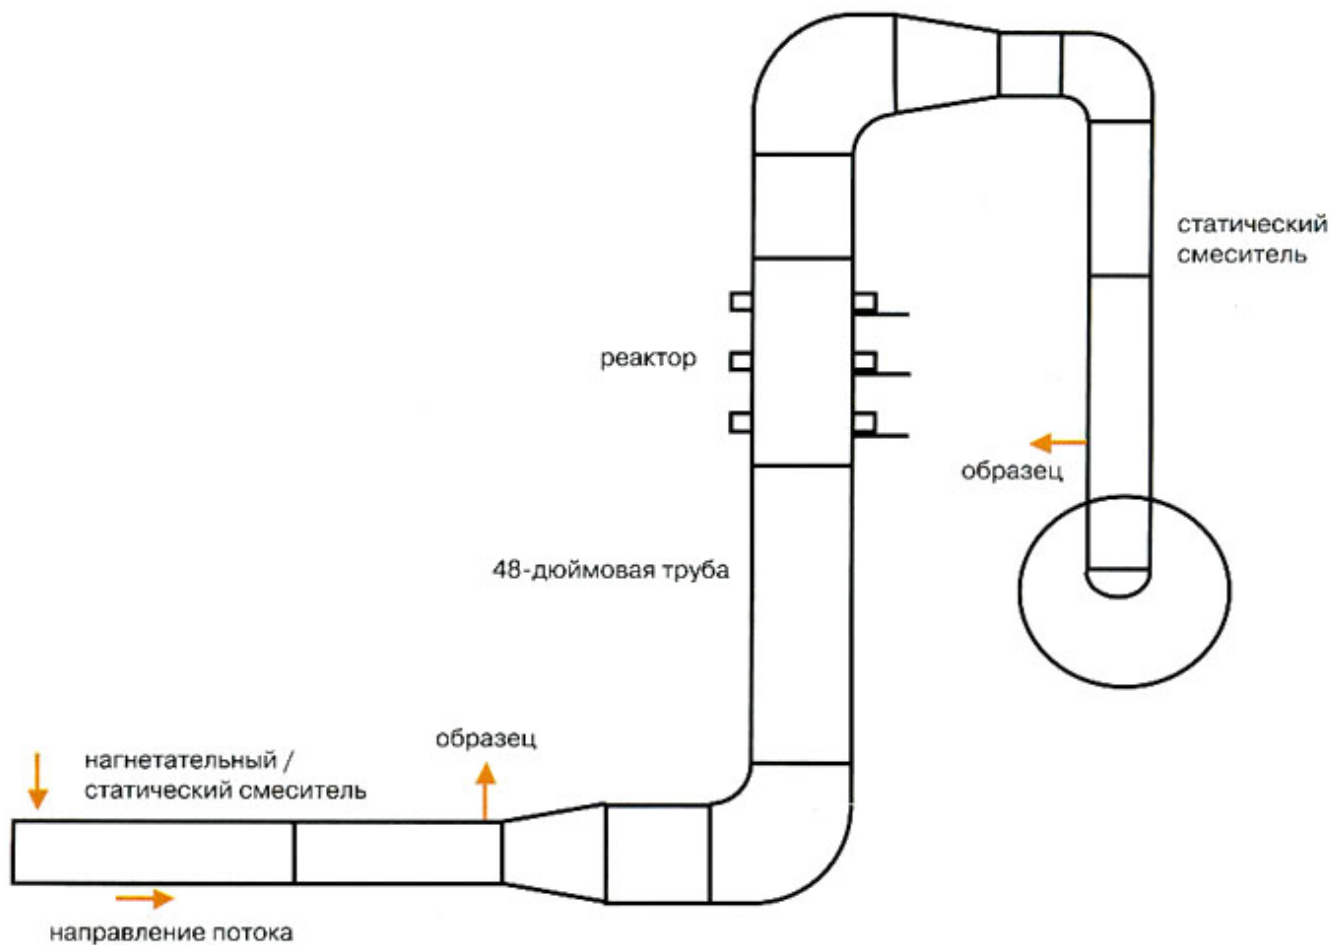 статический
смеситель
реактор
образец
48-дюймовая труба
образец
нагнетательный /
статический смеситель
направление потока